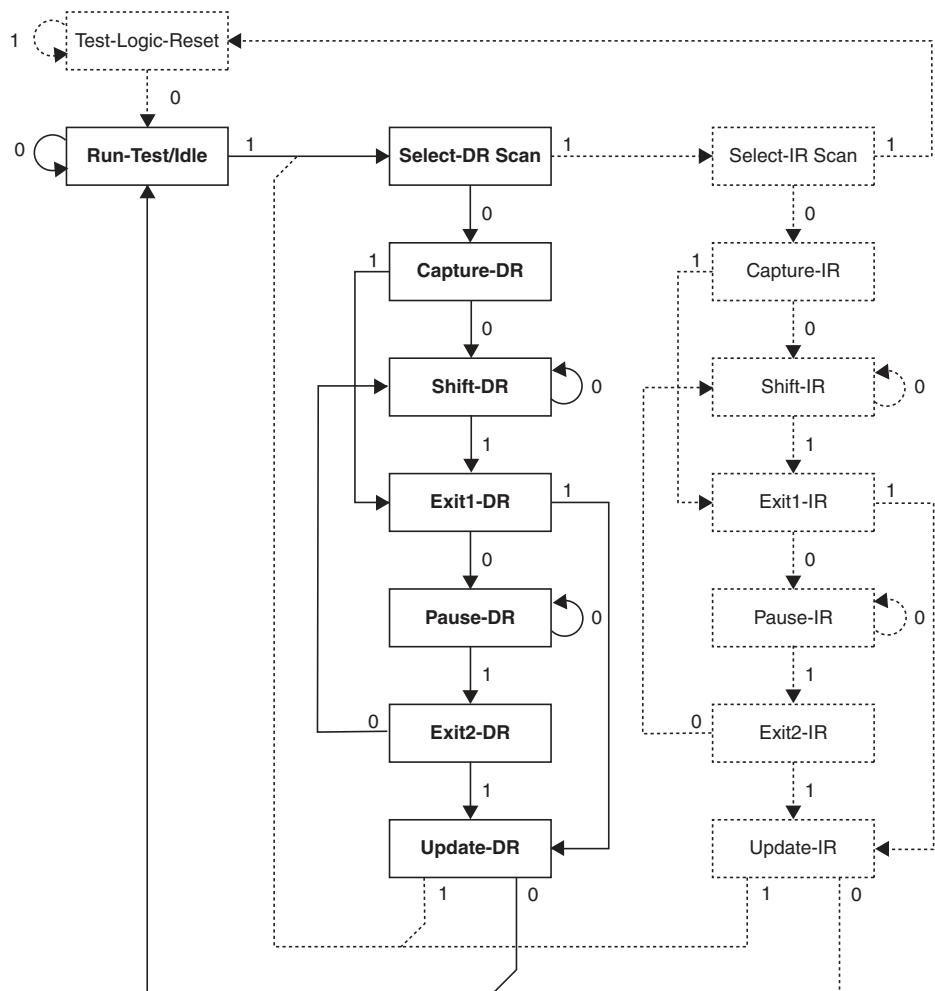 1
Test-Logic-Reset
0
0
Run-Test/Idle
1
Select-DR Scan
1
Select-IR Scan
1
0
0
1
Capture-DR
1
Capture-IR
0
0
Shift-DR
0
Shift-IR
0
1
1
Exit1-DR
1
Exit1-IR
1
0
0
Pause-DR
0
Pause-IR
0
1
1
0
Exit2-DR
0
Exit2-IR
1
1
Update-DR
Update-IR
1
0
1
0